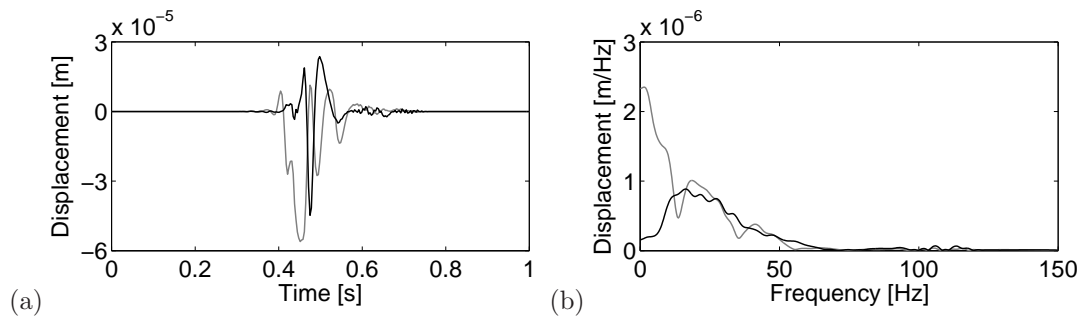 x 10⁻⁵
3
0
−3
−6
Displacement [m]
0 0.2 0.4 0.6 0.8 1
Time [s]
(a)
x 10⁻⁶
3
2
1
0
Displacement [m/Hz]
0 50 100 150
Frequency [Hz]
(b)